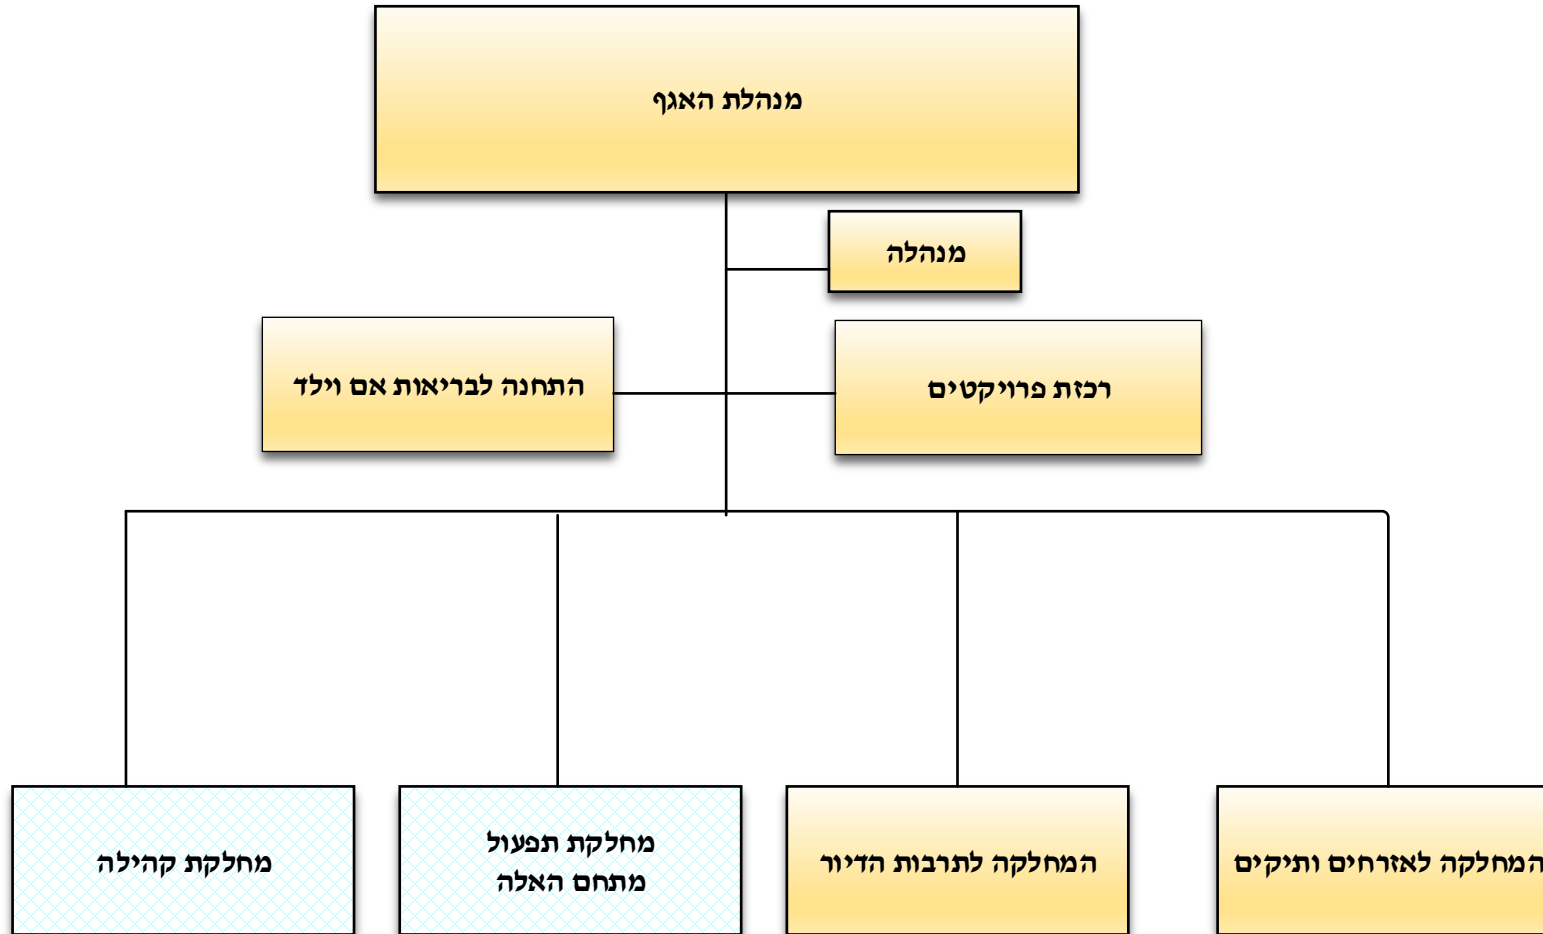 מנהלת האגף
מנהלה
רכזת פרויקטים
התחנה לבריאות אם וילד
המחלקה לאזרחים ותיקים
המחלקה לתרבות הדיור
מחלקת תפעול
מתחם האלה
מחלקת קהילה